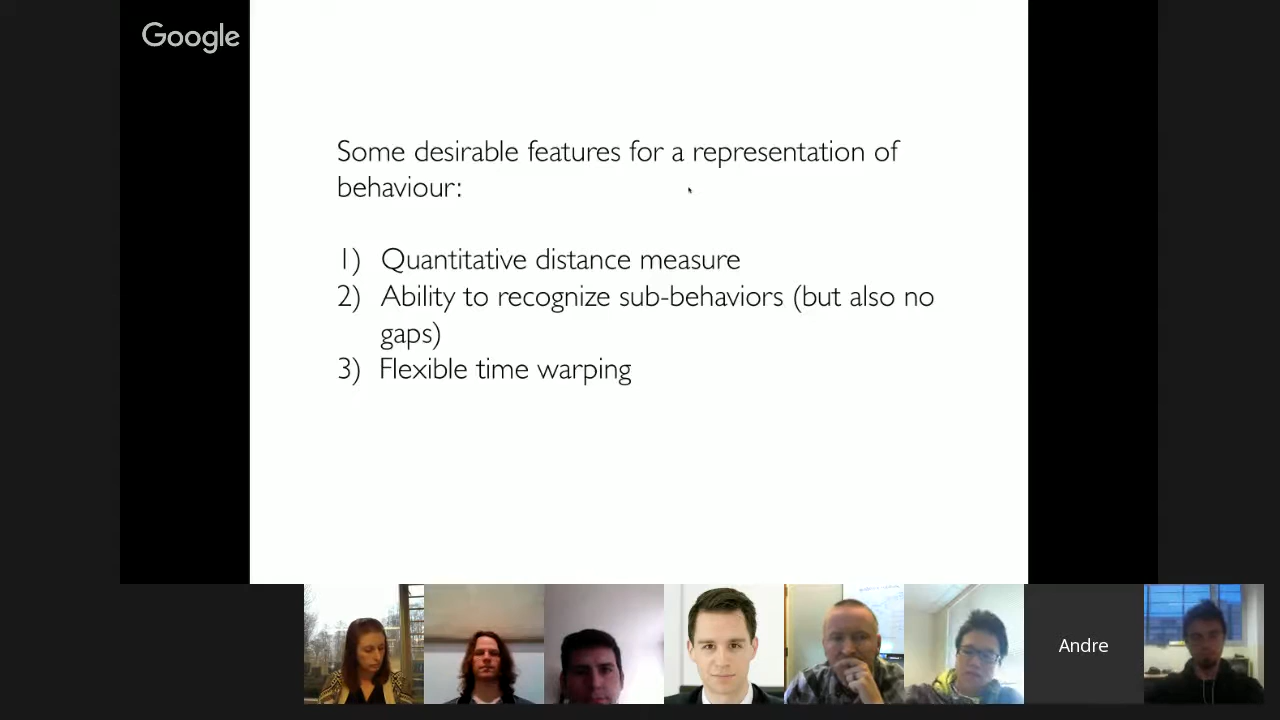 Google
Some desirable features for a representation of
behaviour:
1) Quantitative distance measure
2) Ability to recognize sub-behaviors (but also no
gaps)
3) Flexible time warping
Andre